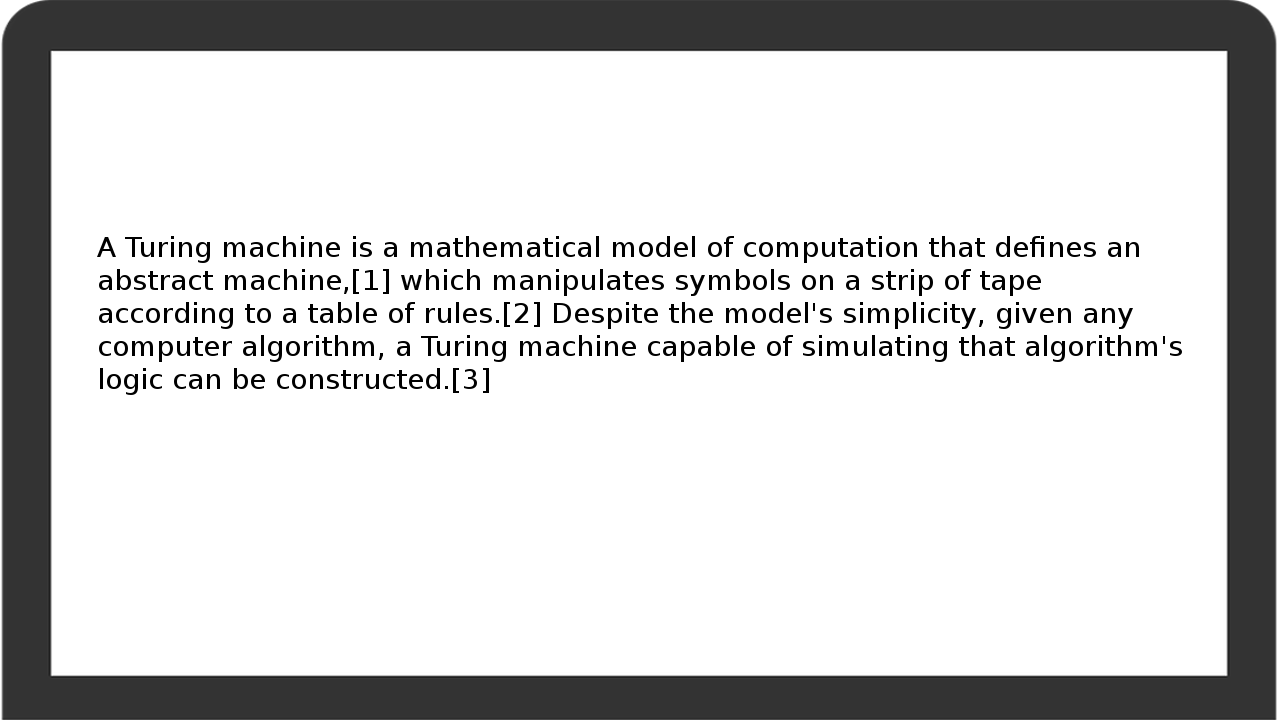 A Turing machine is a mathematical model of computation that defines an
abstract machine,[1] which manipulates symbols on a strip of tape
according to a table of rules.[2] Despite the model's simplicity, given any
computer algorithm, a Turing machine capable of simulating that algorithm's
logic can be constructed.[3]